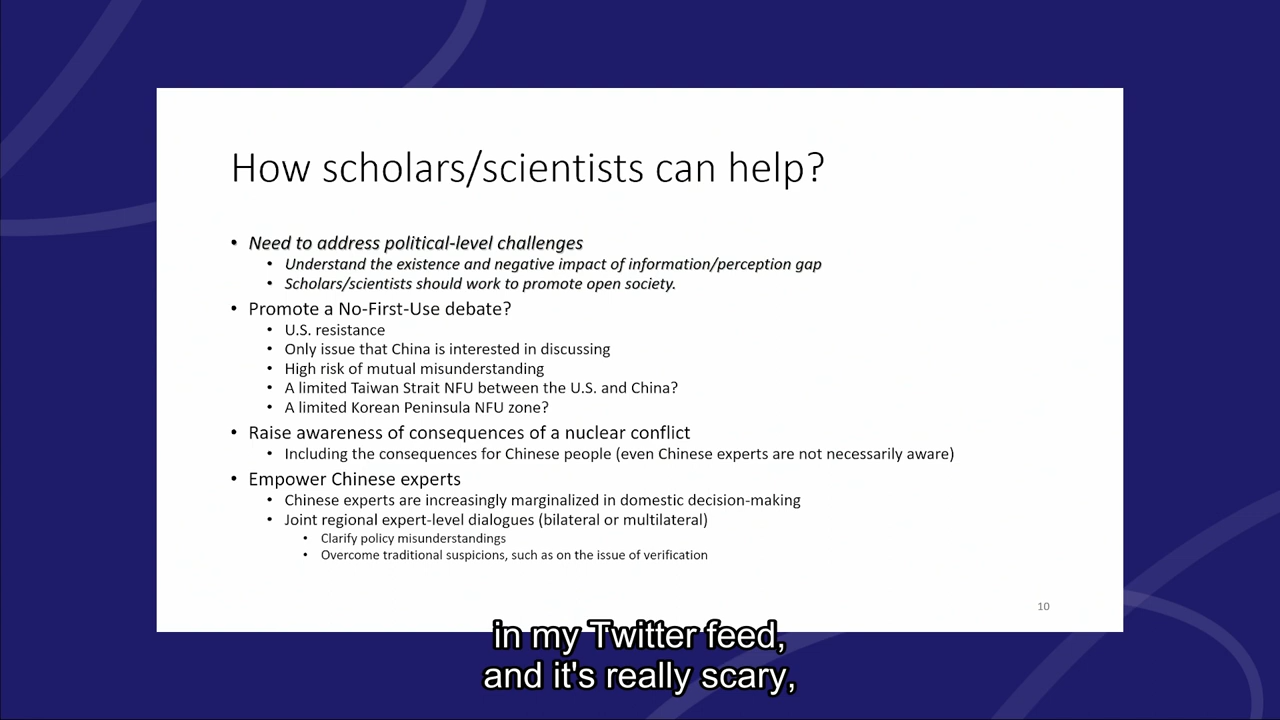 How scholars/scientists can help?
• Need to address political-level challenges
• Understand the existence and negative impact of information/perception gap
• Scholars/scientists should work to promote open society.
• Promote a No-First-Use debate?
• U.S. resistance
• Only issue that China is interested in discussing
• High risk of mutual misunderstanding
• A limited Taiwan Strait NFU between the U.S. and China?
• A limited Korean Peninsula NFU zone?
• Raise awareness of consequences of a nuclear conflict
• Including the consequences for Chinese people (even Chinese experts are not necessarily aware)
• Empower Chinese experts
• Chinese experts are increasingly marginalized in domestic decision-making
• Joint regional expert-level dialogues (bilateral or multilateral)
• Clarify policy misunderstandings
• Overcome traditional suspicions, such as on the issue of verification
10
in my Twitter feed,
and it's really scary,